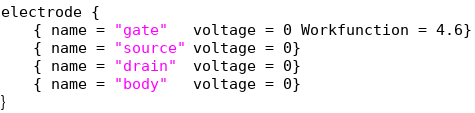 electrode {
    { name = "gate"   voltage = 0 Workfunction = 4.6}
    { name = "source" voltage = 0}
    { name = "drain"  voltage = 0}
    { name = "body"   voltage = 0}
}